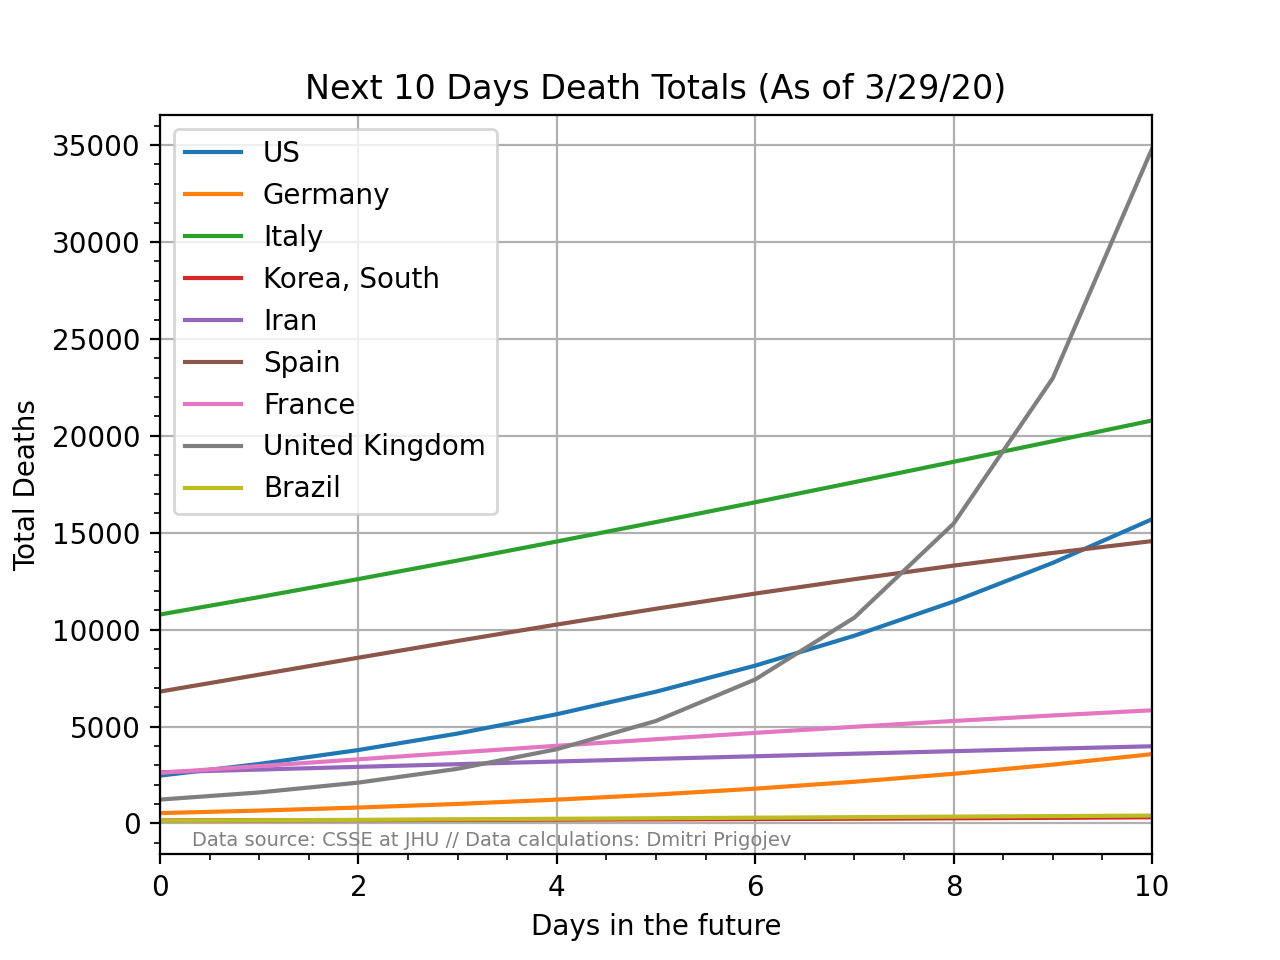 Next 10 Days Death Totals (As of 3/29/20)
35000
30000
25000
20000
15000
10000
5000
0
Total Deaths
US
Germany
Italy
Korea, South
Iran
Spain
France
United Kingdom
Brazil
Data source: CSSE at JHU // Data calculations: Dmitri Prigojev
0 2 4 6 8 10
Days in the future